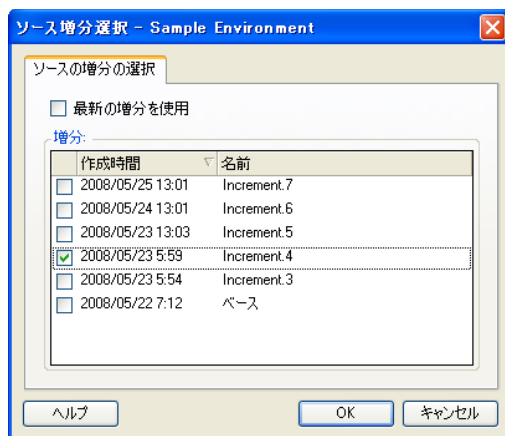 ソース増分選択 - Sample Environment
ソースの増分の選択
最新の増分を使用
増分:
作成時間 名前
2008/05/25 13:01 Increment.7
2008/05/24 13:01 Increment.6
2008/05/23 13:03 Increment.5
2008/05/23 5:59 Increment.4
2008/05/23 5:54 Increment.3
2008/05/22 7:12 ベース
ヘルプ OK キャンセル